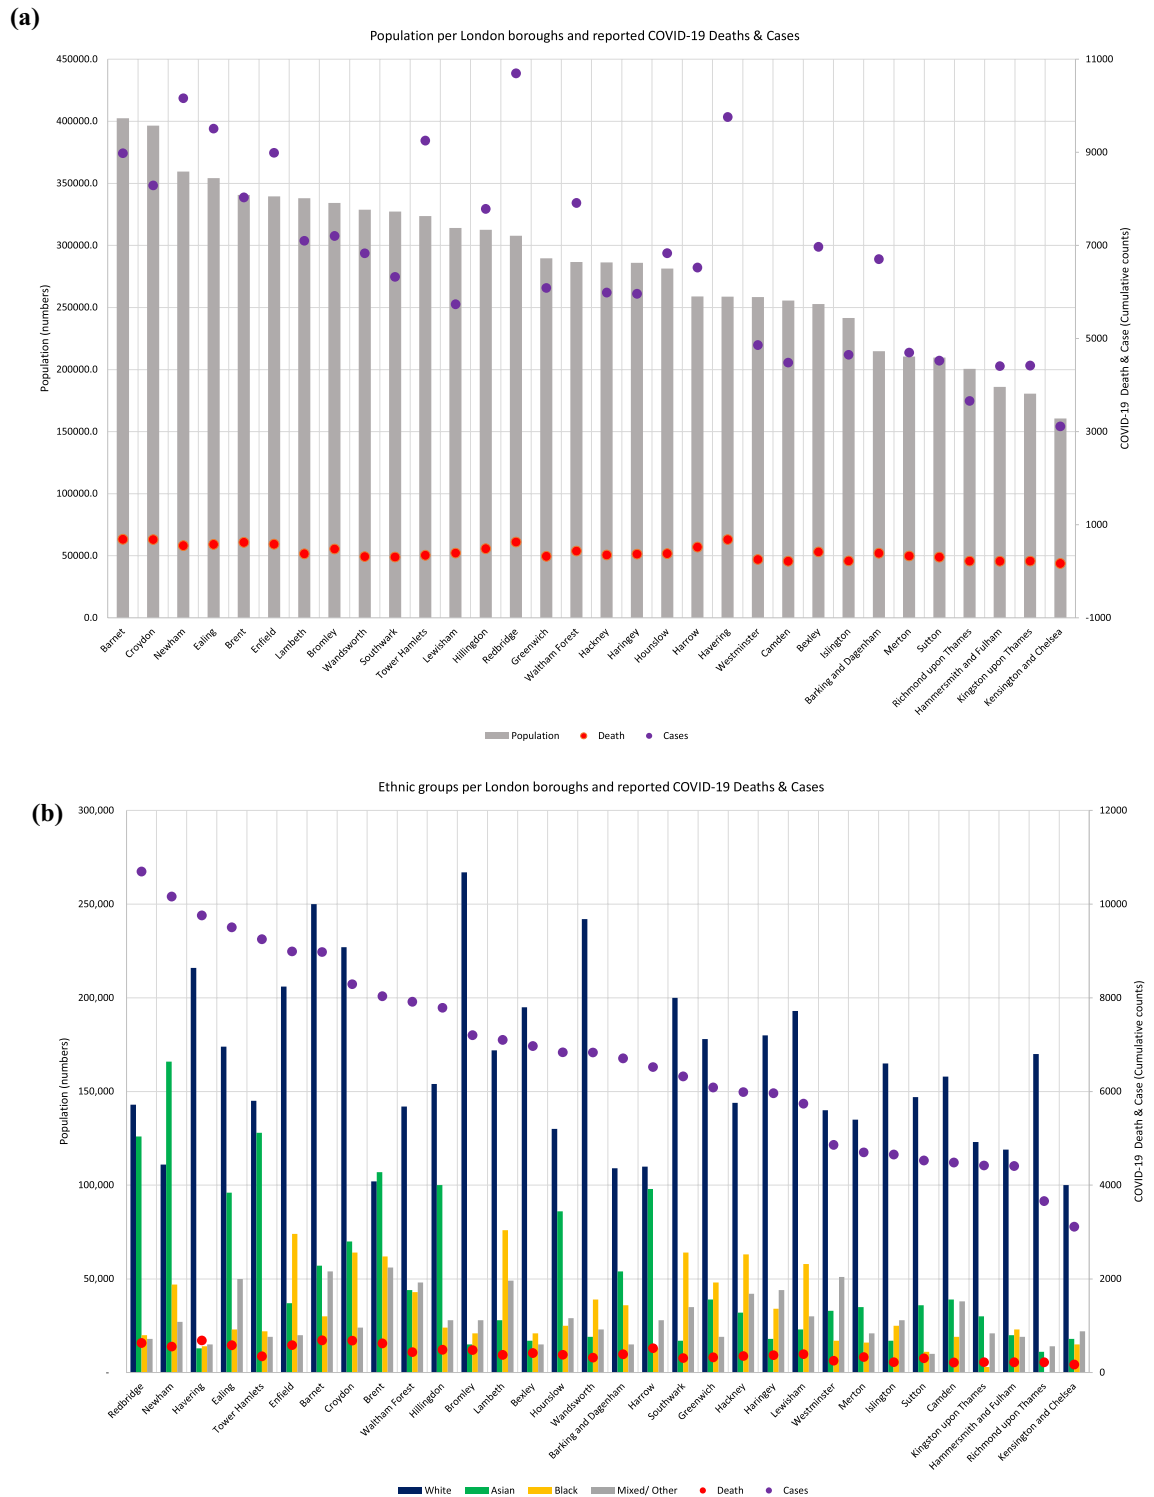 (a)
Population per London boroughs and reported COVID-19 Deaths & Cases
450000.0
400000.0
350000.0
300000.0
250000.0
200000.0
150000.0
100000.0
50000.0
0.0
Population (numbers)
11000
9000
7000
5000
3000
1000
-1000
COVID-19 Death & Case (Cumulative counts)
Barnet
Croydon
Newham
Ealing
Brent
Enfield
Lambeth
Bromley
Wandsworth
Southwark
Tower Hamlets
Lewisham
Hillingdon
Redbridge
Greenwich
Waltham Forest
Hackney
Haringey
Hounslow
Harrow
Havering
Westminster
Camden
Bexley
Islington
Barking and Dagenham
Merton
Sutton
Richmond upon Thames
Hammersmith and Fulham
Kingston upon Thames
Kensington and Chelsea
Population Death Cases
(b)
Ethnic groups per London boroughs and reported COVID-19 Deaths & Cases
300,000
250,000
200,000
150,000
100,000
50,000
-
Population (numbers)
12000
10000
8000
6000
4000
2000
0
COVID-19 Death & Case (Cumulative counts)
Redbridge
Newham
Havering
Ealing
Tower Hamlets
Enfield
Barnet
Croydon
Brent
Waltham Forest
Hillingdon
Bromley
Lambeth
Bexley
Hounslow
Wandsworth
Barking and Dagenham
Harrow
Southwark
Greenwich
Hackney
Haringey
Lewisham
Westminster
Merton
Islington
Sutton
Camden
Kingston upon Thames
Hammersmith and Fulham
Richmond upon Thames
Kensington and Chelsea
White Asian Black Mixed/ Other Death Cases